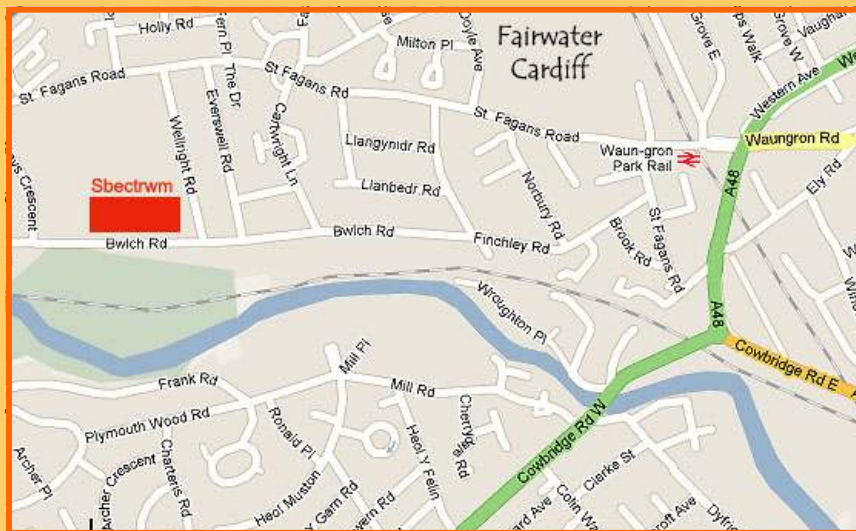 Fairwater
Cardiff
Holly Rd
Milton Pl
Doyle Ave
Grove E
Grove W
Western Ave
St. Fagans Road
St. Fagans Rd
St. Fagans Road
The Dr
Everswell Rd
Wellright Rd
Cartwright Ln
Llangynidr Rd
Llanbedr Rd
Waun-gron
Park Rail
Waungron Rd
Ely Rd
A48
Sbectrwm
Norbury Rd
Brook Rd
St Fagans Rd
Bwlch Rd
Bwlch Rd
Finchley Rd
A48
Wroughton Pl
Cowbridge Rd E
Mill Pl
Frank Rd
Mill Rd
Plymouth Wood Rd
Ronald Pl
Cowbridge Rd W
Archer Pl
Archer Crescent
Charteris Rd
Heol Muston
Heol Y Felin
Clarke St